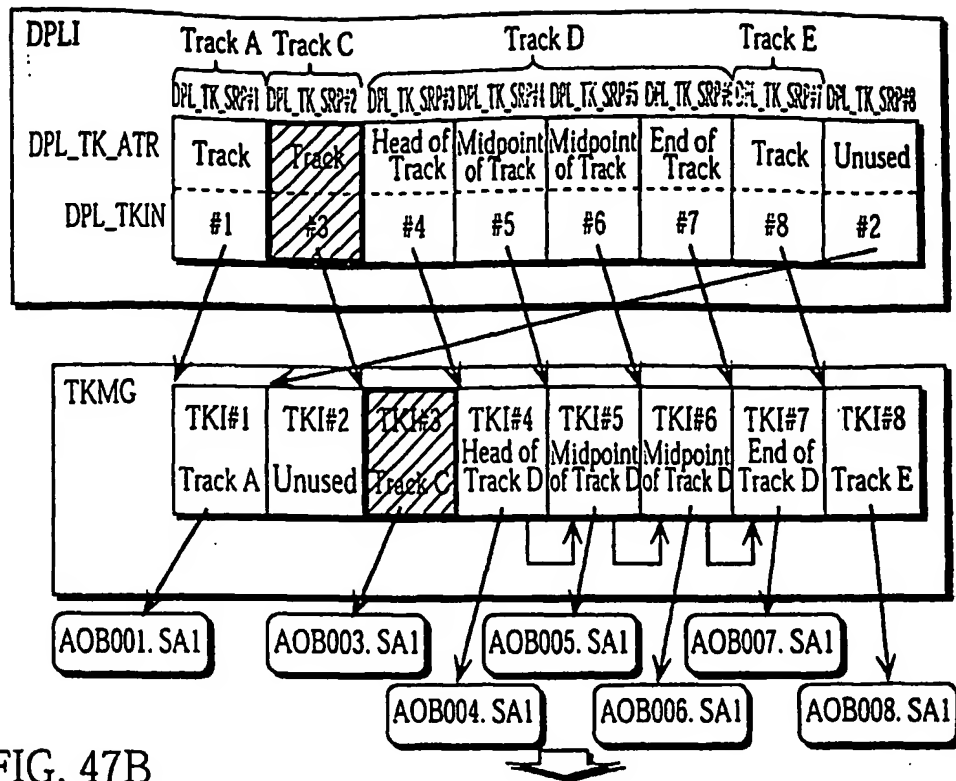 DPLI
Track A Track C Track D Track E
DPL_TK_SRP#1 DPL_TK_SRP#2 DPL_TK_SRP#3 DPL_TK_SRP#4 DPL_TK_SRP#5 DPL_TK_SRP#6 DPL_TK_SRP#7 DPL_TK_SRP#8
DPL_TK_ATR Track Track Head of Track Midpoint of Track Midpoint of Track End of Track Track Unused
DPL_TKIN #1 #3 #4 #5 #6 #7 #8 #2
TKMG
TKI#1 TKI#2 TKI#3 TKI#4 TKI#5 TKI#6 TKI#7 TKI#8
Track A Unused Track C Head of Track D Midpoint of Track D Midpoint of Track D End of Track D Track E
AOB001. SA1 AOB003. SA1 AOB005. SA1 AOB007. SA1
AOB004. SA1 AOB006. SA1 AOB008. SA1
FIG. 47B